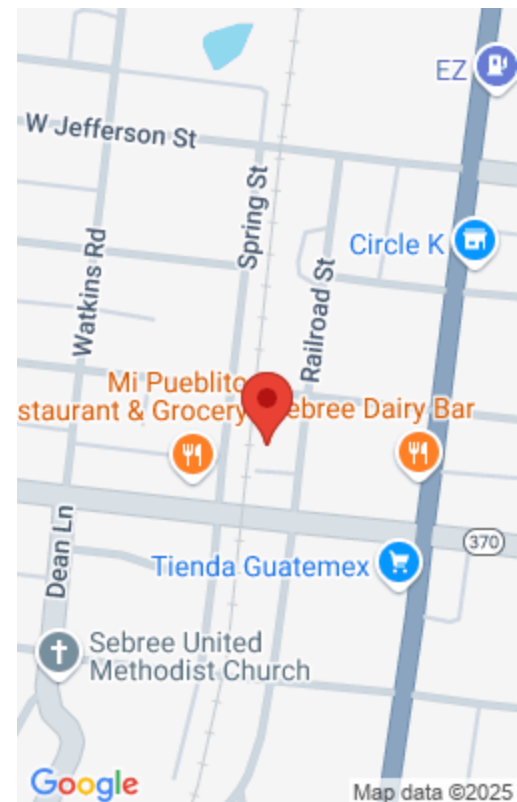 EZ
W Jefferson St
Spring St
Circle K
Watkins Rd
Railroad St
Mi Pueblito
staurant & Grocery
ebree Dairy Bar
370
Dean Ln
Tienda Guatemex
Sebree United
Methodist Church
Google
Map data ©2025